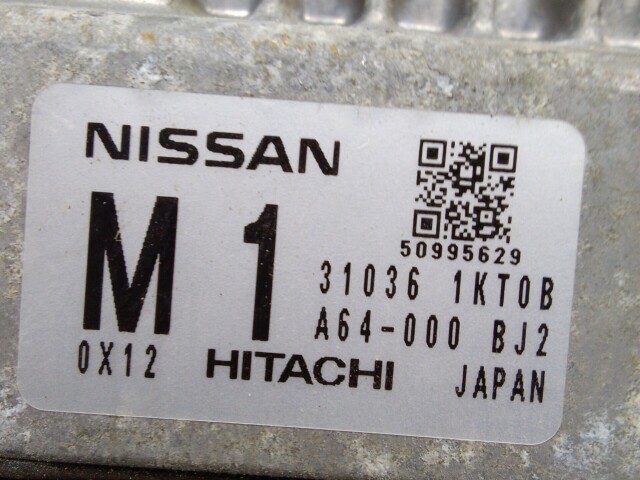 NISSAN
M 1
50995629
31036 1KT0B
A64-000 BJ2
0X12 HITACHI JAPAN